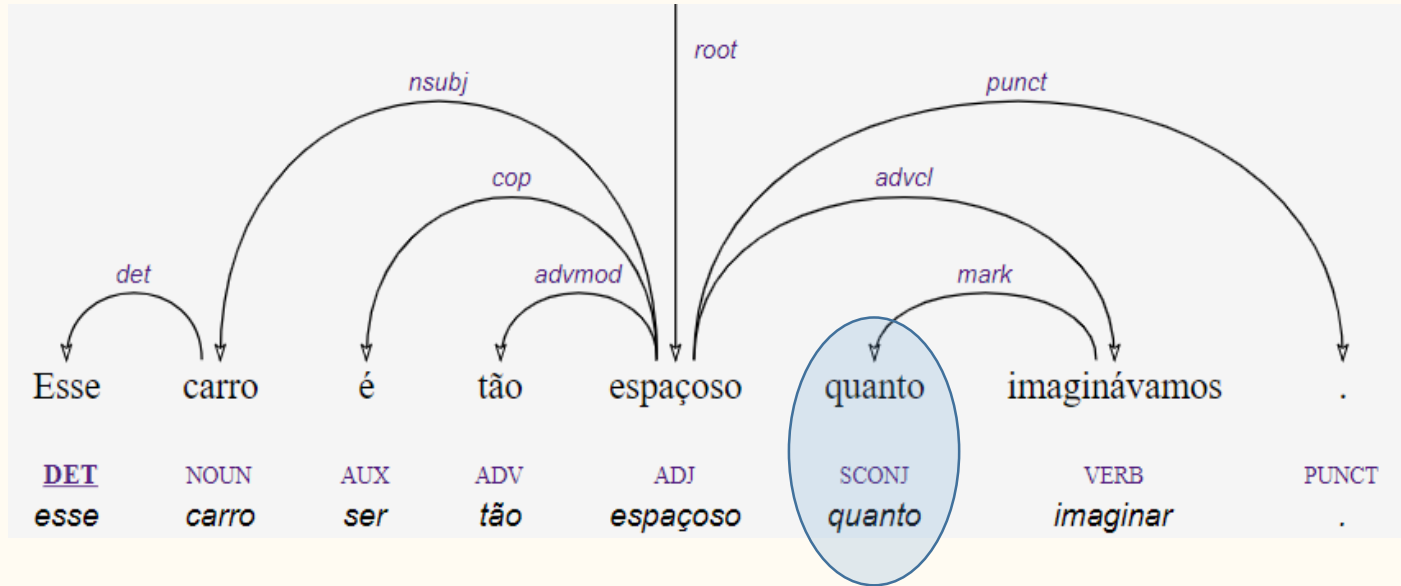 root
nsubj punct
cop advcl
det advmod mark
Esse carro é tão espaçoso quanto imaginávamos .
DET NOUN AUX ADV ADJ SCONJ VERB PUNCT
esse carro ser tão espaçoso quanto imaginar .